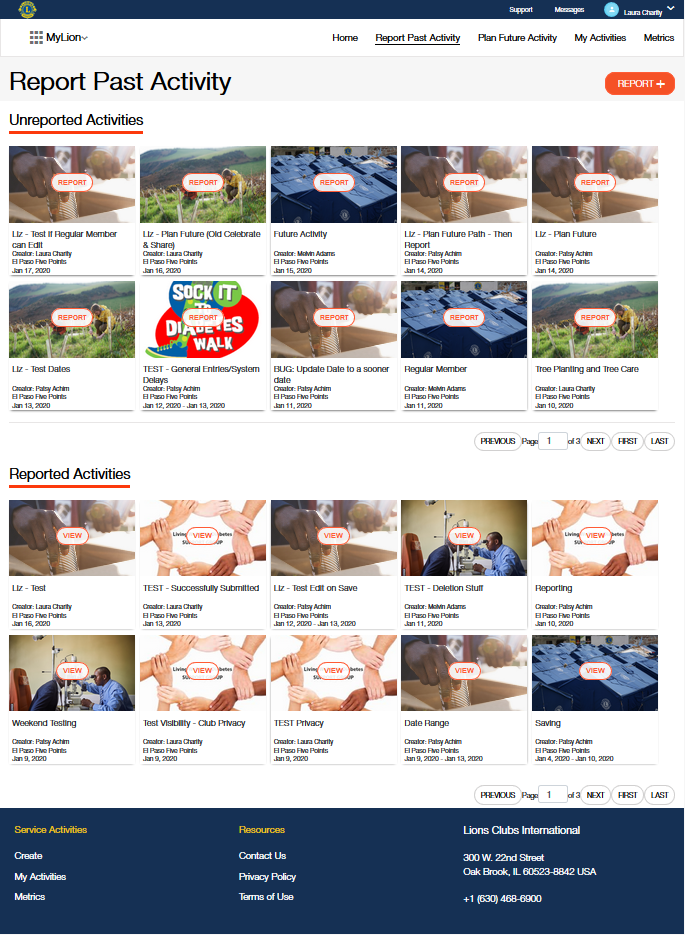 Support Messages Laura Charity
MyLion Home Report Past Activity Plan Future Activity My Activities Metrics
Report Past Activity REPORT +
Unreported Activities
REPORT REPORT REPORT REPORT REPORT
Liz - Test if Regular Member can Edit
Creator: Laura Charity
El Paso Five Points
Jan 17, 2020
Liz - Plan Future (Old Celebrate & Share)
Creator: Laura Charity
El Paso Five Points
Jan 16, 2020
Future Activity
Creator: Melvin Adams
El Paso Five Points
Jan 15, 2020
Liz - Plan Future Path - Then Report
Creator: Patsy Achim
El Paso Five Points
Jan 14, 2020
Liz - Plan Future
Creator: Patsy Achim
El Paso Five Points
Jan 14, 2020
SOCK IT
REPORT REPORT REPORT REPORT REPORT
DIABETES
WALK
Liz - Test Dates
Creator: Patsy Achim
El Paso Five Points
Jan 13, 2020
TEST - General Entries/System Delays
Creator: Patsy Achim
El Paso Five Points
Jan 12, 2020 - Jan 13, 2020
BUG: Update Date to a sooner date
Creator: Patsy Achim
El Paso Five Points
Jan 11, 2020
Regular Member
Creator: Melvin Adams
El Paso Five Points
Jan 11, 2020
Tree Planting and Tree Care
Creator: Laura Charity
El Paso Five Points
Jan 10, 2020
PREVIOUS Page 1 of 3 NEXT FIRST LAST
Reported Activities
VIEW VIEW VIEW VIEW VIEW
Liz - Test
Creator: Laura Charity
El Paso Five Points
Jan 16, 2020
TEST - Successfully Submitted
Creator: Laura Charity
El Paso Five Points
Jan 13, 2020
Liz - Test Edit on Save
Creator: Patsy Achim
El Paso Five Points
Jan 12, 2020 - Jan 13, 2020
TEST - Deletion Stuff
Creator: Melvin Adams
El Paso Five Points
Jan 11, 2020
Reporting
Creator: Patsy Achim
El Paso Five Points
Jan 10, 2020
VIEW VIEW VIEW VIEW VIEW
Weekend Testing
Creator: Patsy Achim
El Paso Five Points
Jan 9, 2020
Test Visibility - Club Privacy
Creator: Laura Charity
El Paso Five Points
Jan 9, 2020
TEST Privacy
Creator: Laura Charity
El Paso Five Points
Jan 9, 2020
Date Range
Creator: Patsy Achim
El Paso Five Points
Jan 9, 2020 - Jan 13, 2020
Saving
Creator: Patsy Achim
El Paso Five Points
Jan 4, 2020 - Jan 10, 2020
PREVIOUS Page 1 of 3 NEXT FIRST LAST
Service Activities
Create
My Activities
Metrics
Resources
Contact Us
Privacy Policy
Terms of Use
Lions Clubs International
300 W. 22nd Street
Oak Brook, IL 60523-8842 USA
+1 (630) 468-6900